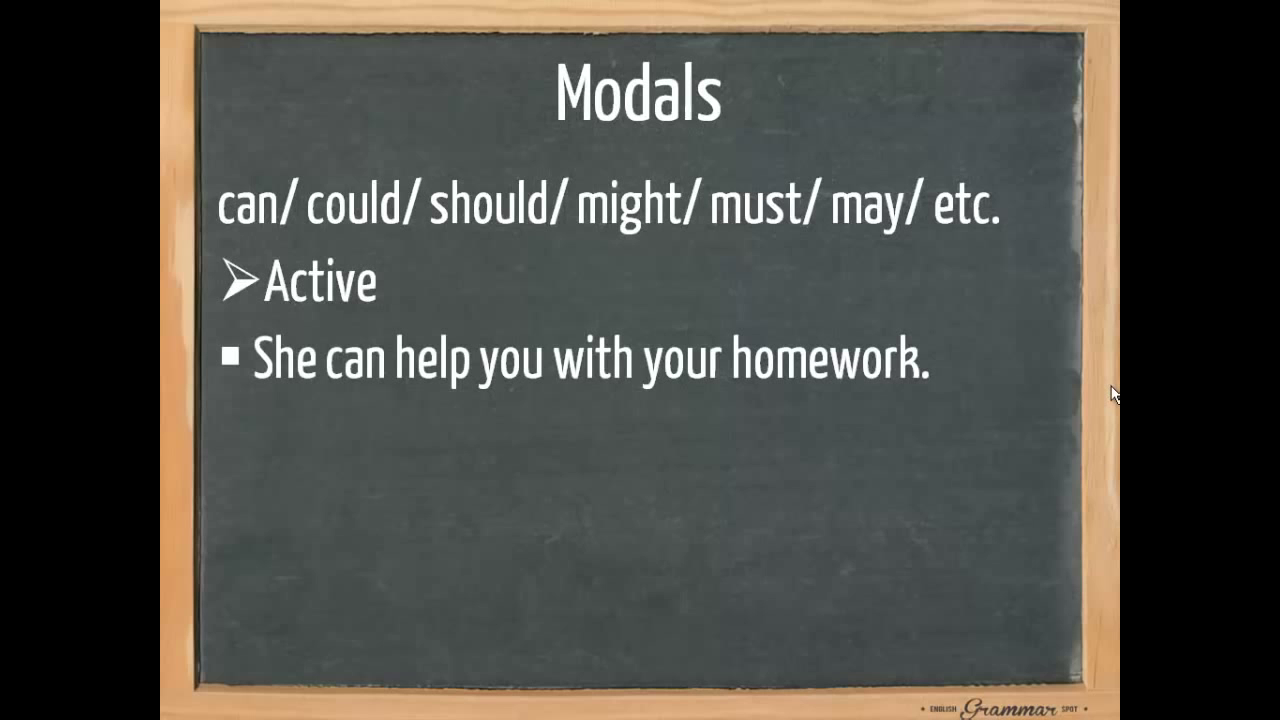 Modals
can/ could/ should/ might/ must/ may/ etc.
➢Active
▪ She can help you with your homework.
ENGLISH Grammar SPOT